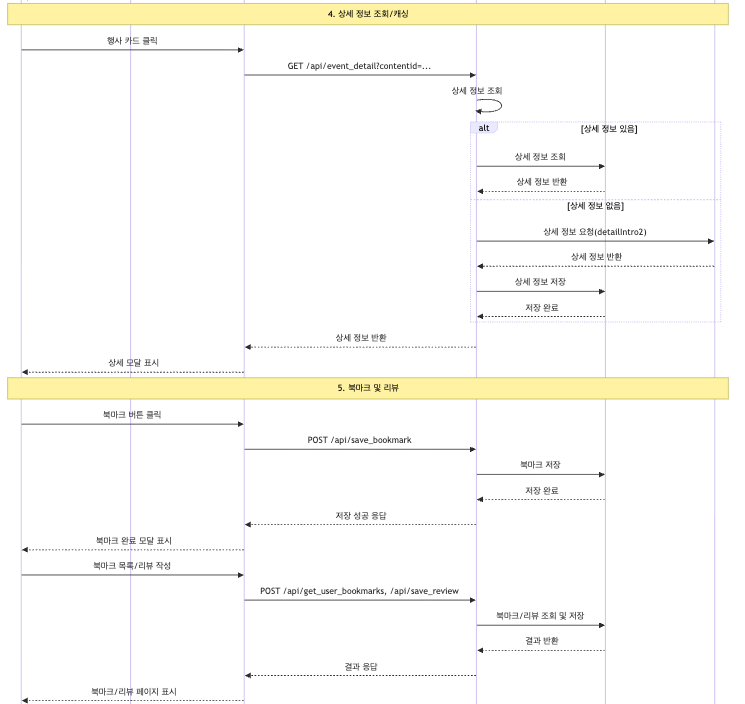 4. 상세 정보 조회/캐싱
행사 카드 클릭
GET /api/event_detail?contentid=...
상세 정보 조회
alt
[상세 정보 있음]
상세 정보 조회
상세 정보 반환
[상세 정보 없음]
상세 정보 요청(detailIntro2)
상세 정보 반환
상세 정보 저장
저장 완료
상세 정보 반환
상세 모달 표시
5. 북마크 및 리뷰
북마크 버튼 클릭
POST /api/save_bookmark
북마크 저장
저장 완료
저장 성공 응답
북마크 완료 모달 표시
북마크 목록/리뷰 작성
POST /api/get_user_bookmarks, /api/save_review
북마크/리뷰 조회 및 저장
결과 반환
결과 응답
북마크/리뷰 페이지 표시